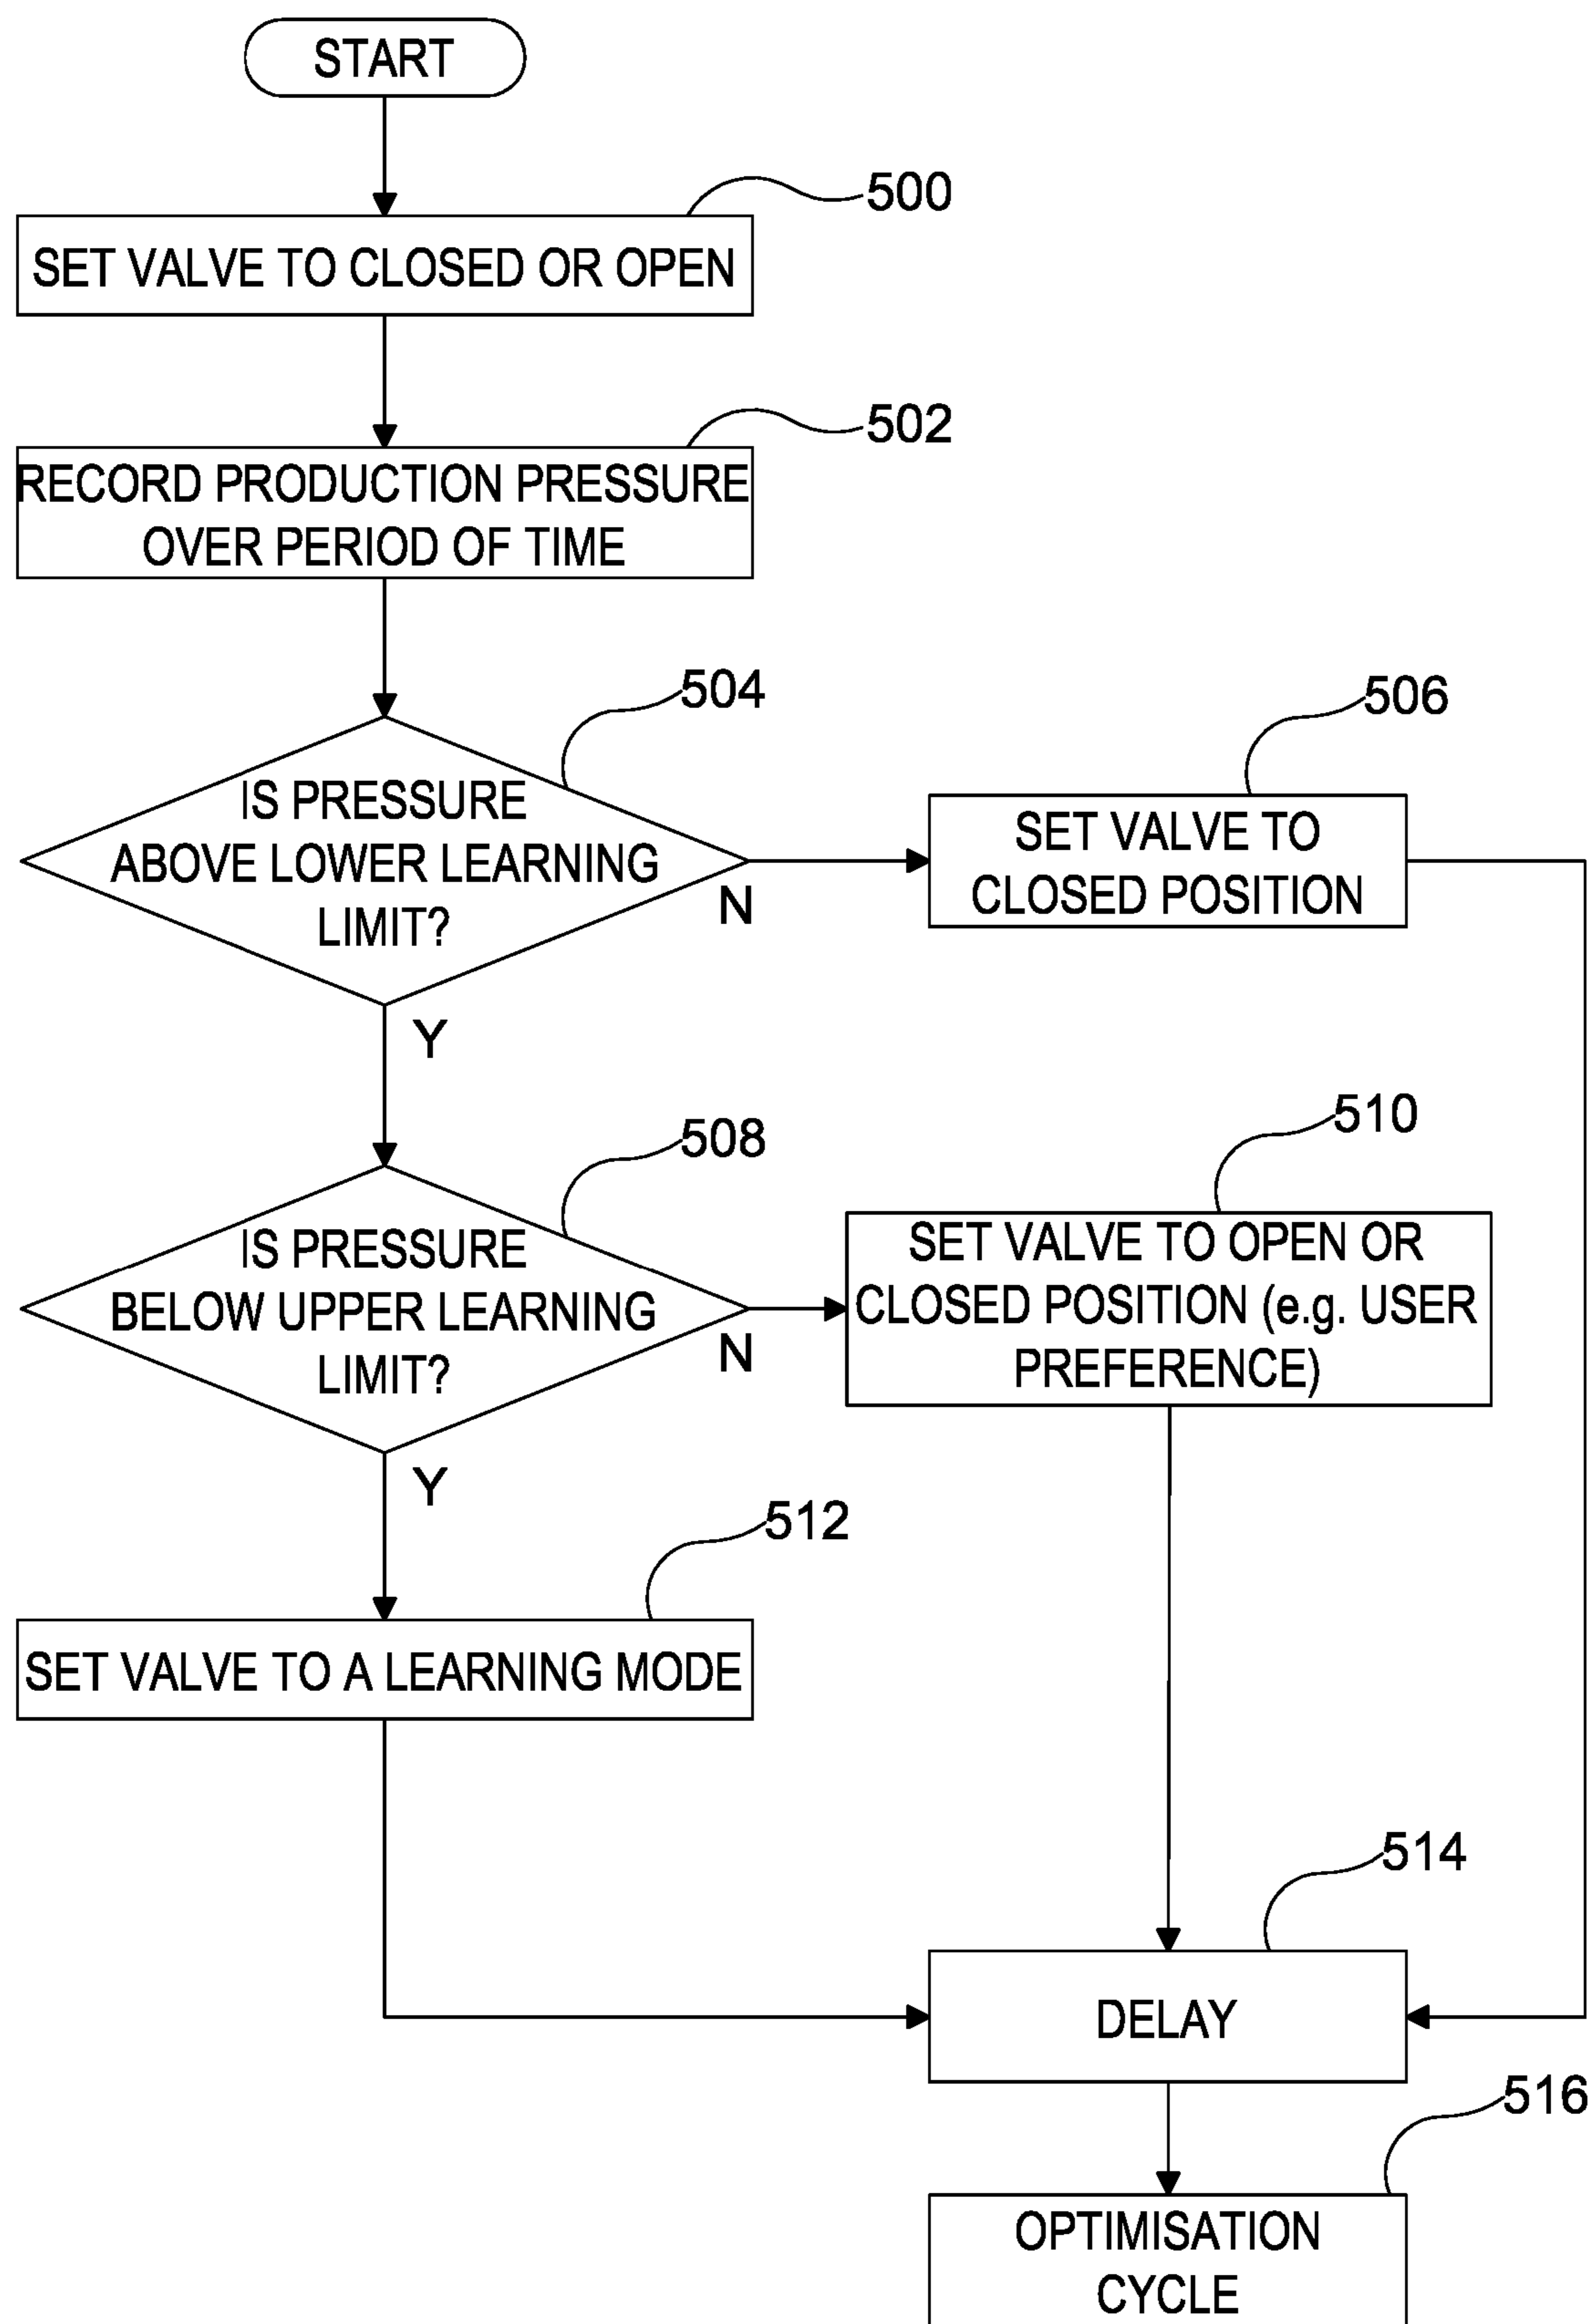 START
500
SET VALVE TO CLOSED OR OPEN
502
RECORD PRODUCTION PRESSURE
OVER PERIOD OF TIME
504
IS PRESSURE
ABOVE LOWER LEARNING
LIMIT?
N
Y
506
SET VALVE TO
CLOSED POSITION
508
IS PRESSURE
BELOW UPPER LEARNING
LIMIT?
N
Y
510
SET VALVE TO OPEN OR
CLOSED POSITION (e.g. USER
PREFERENCE)
512
SET VALVE TO A LEARNING MODE
514
DELAY
516
OPTIMISATION
CYCLE